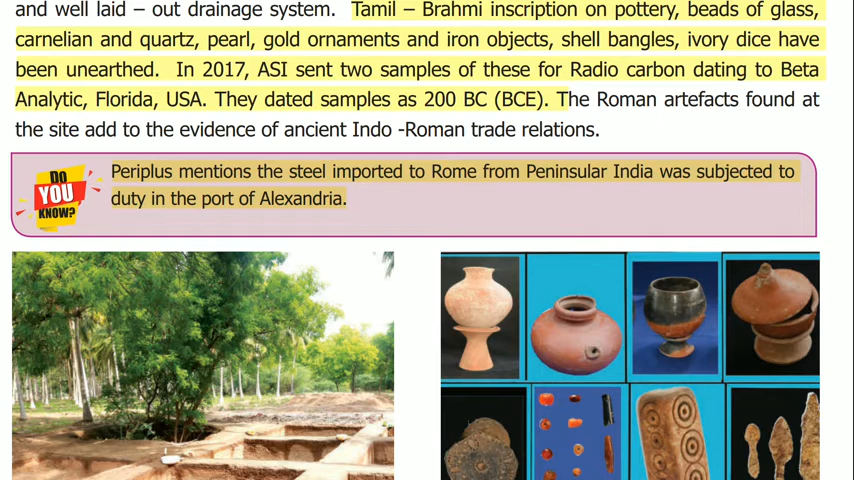 and well laid – out drainage system. Tamil – Brahmi inscription on pottery, beads of glass,
carnelian and quartz, pearl, gold ornaments and iron objects, shell bangles, ivory dice have
been unearthed. In 2017, ASI sent two samples of these for Radio carbon dating to Beta
Analytic, Florida, USA. They dated samples as 200 BC (BCE). The Roman artefacts found at
the site add to the evidence of ancient Indo -Roman trade relations.
DO
YOU
KNOW?
Periplus mentions the steel imported to Rome from Peninsular India was subjected to
duty in the port of Alexandria.